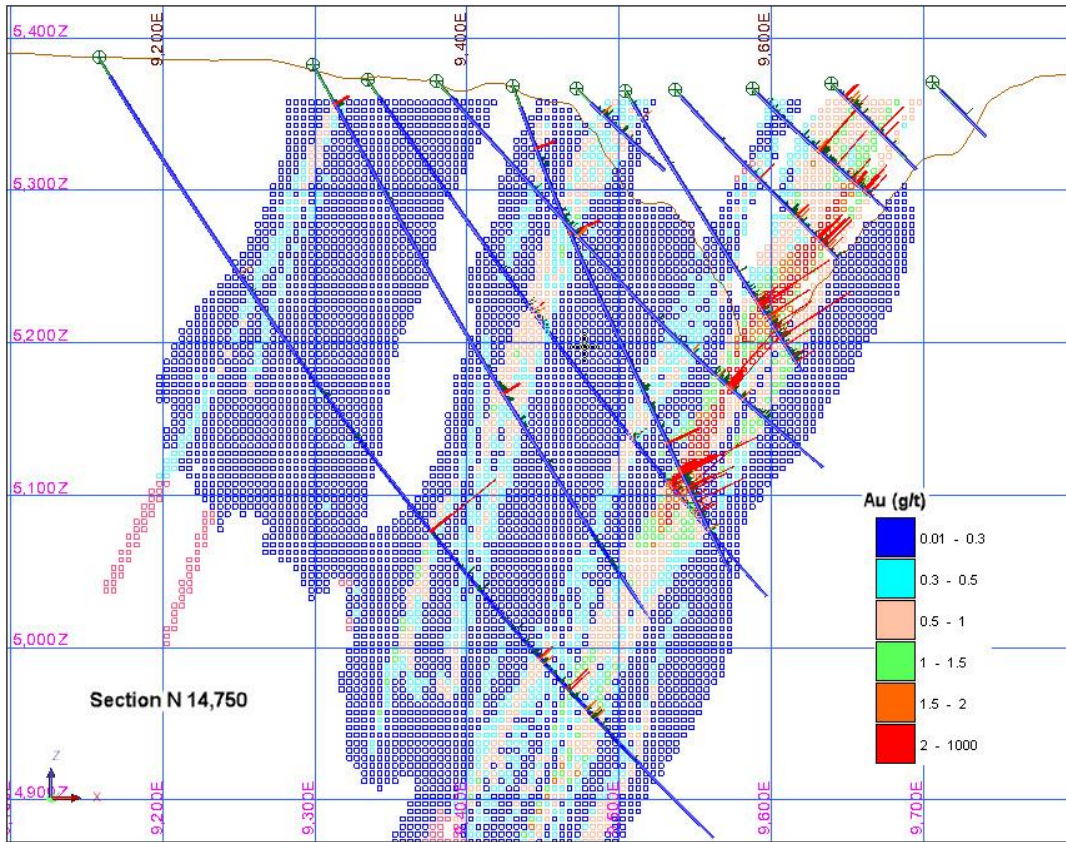 5,400Z
9,200E
9,400E
9,600E
5,300Z
5,200Z
5,100Z
Au (g/t)
0.01 - 0.3
0.3 - 0.5
0.5 - 1
1 - 1.5
1.5 - 2
2 - 1000
5,000Z
Section N 14,750
Z
X
4,900Z
9,200E
9,300E
9,400E
9,500E
9,600E
9,700E